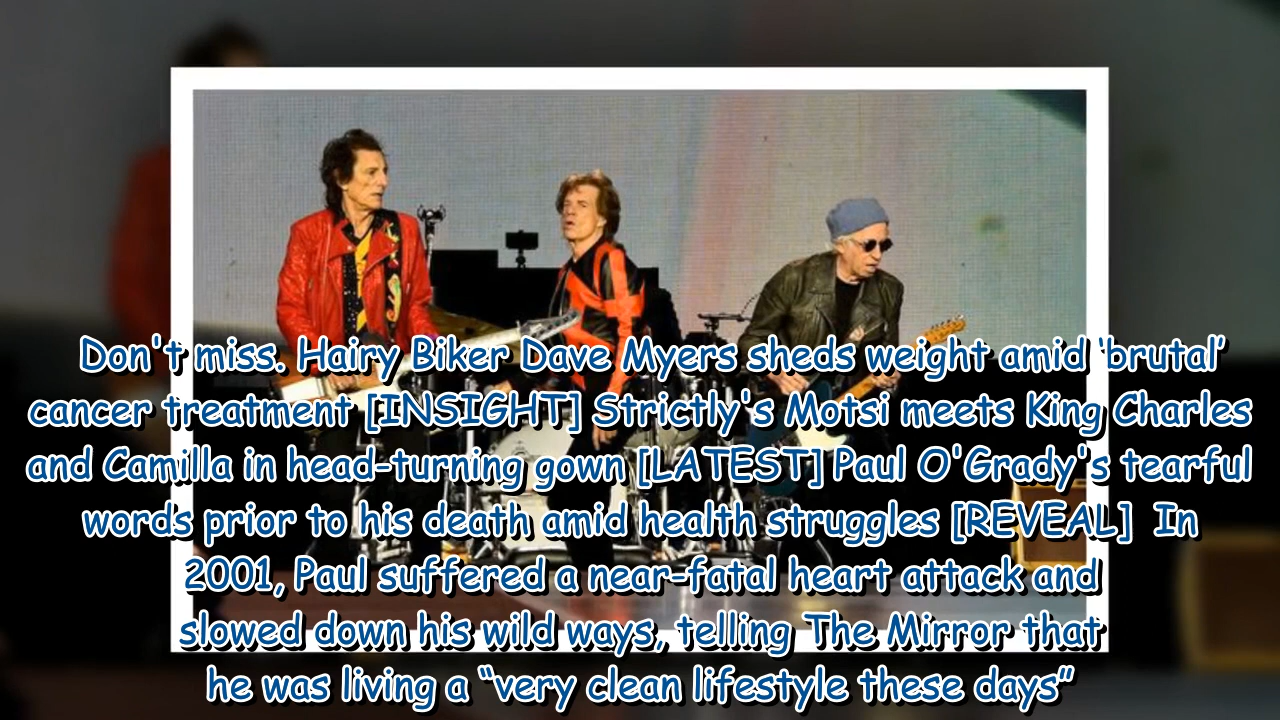 Don't miss. Hairy Biker Dave Myers sheds weight amid ‘brutal’
cancer treatment [INSIGHT] Strictly's Motsi meets King Charles
and Camilla in head-turning gown [LATEST] Paul O'Grady's tearful
words prior to his death amid health struggles [REVEAL]  In
2001, Paul suffered a near-fatal heart attack and
slowed down his wild ways, telling The Mirror that
he was living a “very clean lifestyle these days”